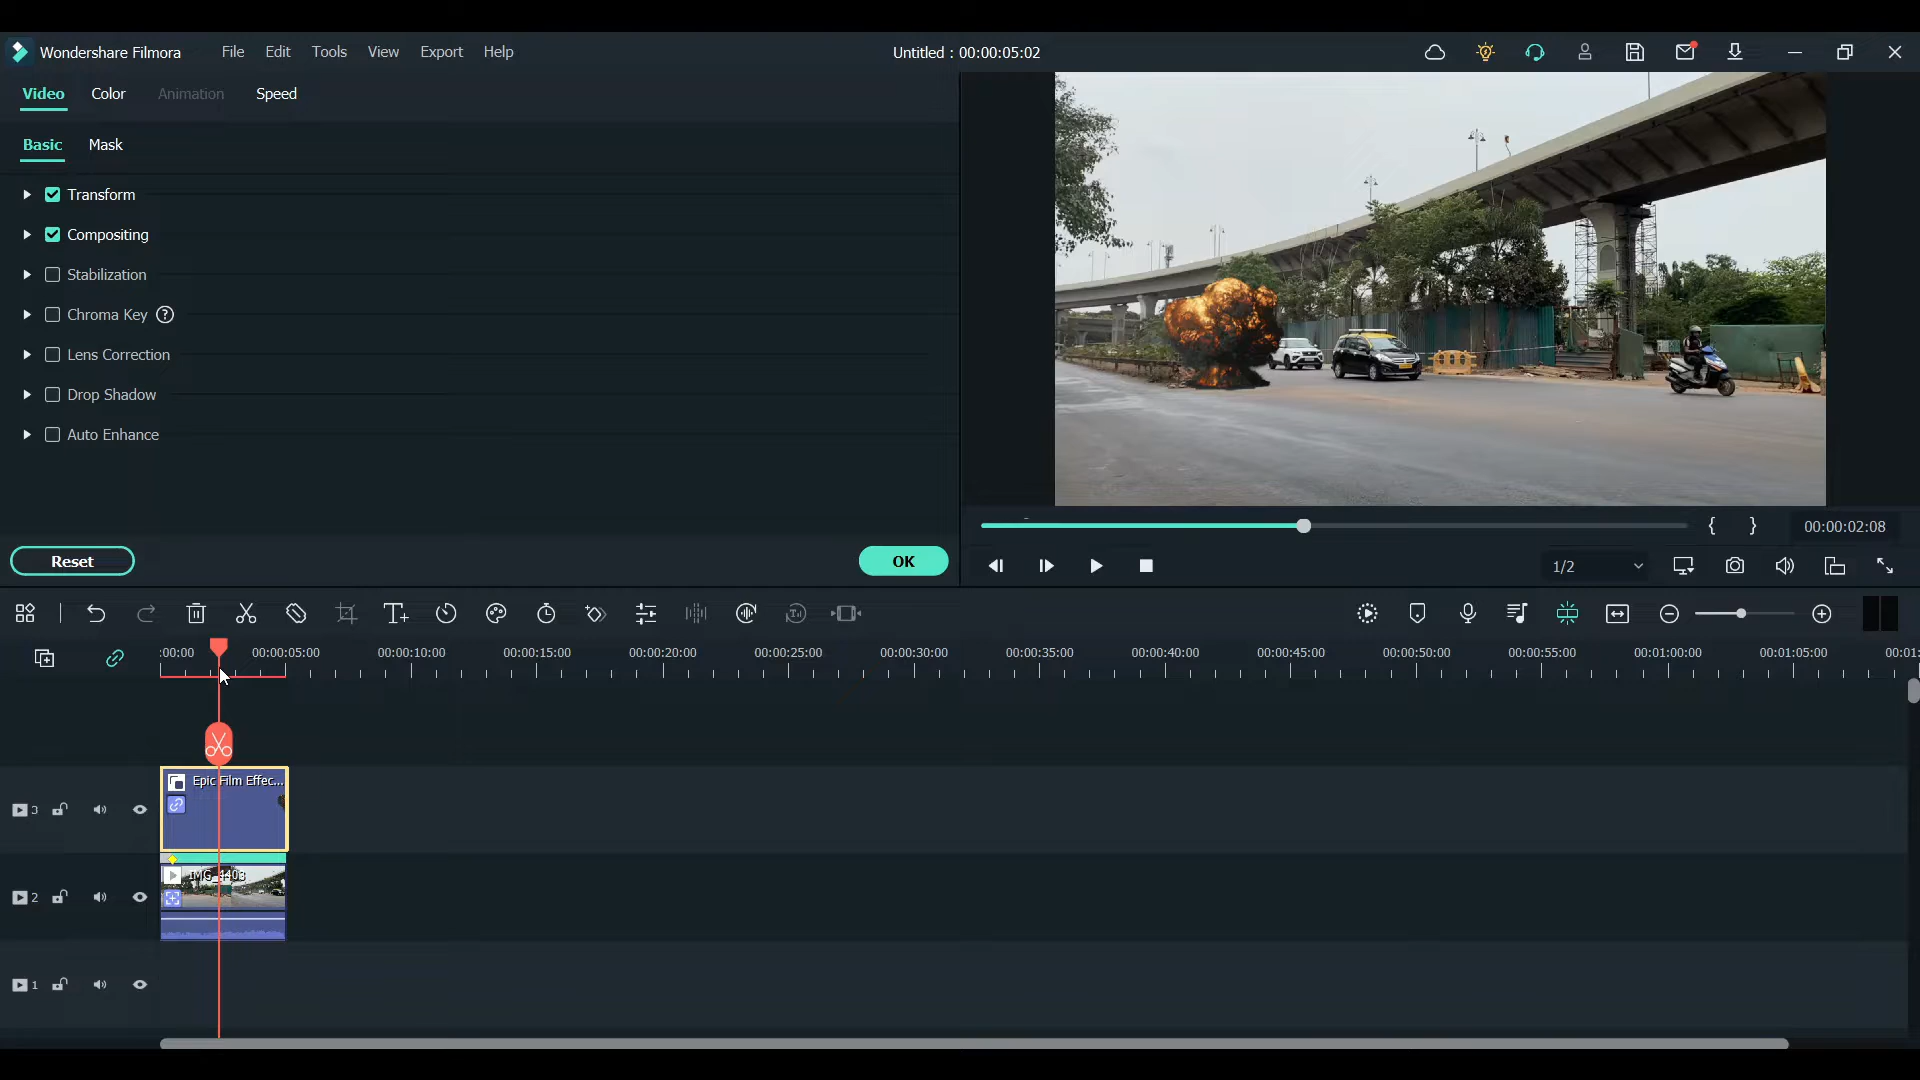 Wondershare Filmora File Edit Tools View Export Help Untitled : 00:00:05:02
Video Color Animation Speed
Basic Mask
Transform
Compositing
Stabilization
Chroma Key ?
Lens Correction
Drop Shadow
Auto Enhance
{ } 00:00:02:08
Reset OK
1/2
:00:00 00:00:05:00 00:00:10:00 00:00:15:00 00:00:20:00 00:00:25:00 00:00:30:00 00:00:35:00 00:00:40:00 00:00:45:00 00:00:50:00 00:00:55:00 00:01:00:00 00:01:05:00 00:01:
Epic Film Effec...
3
IMG_4403
2
1